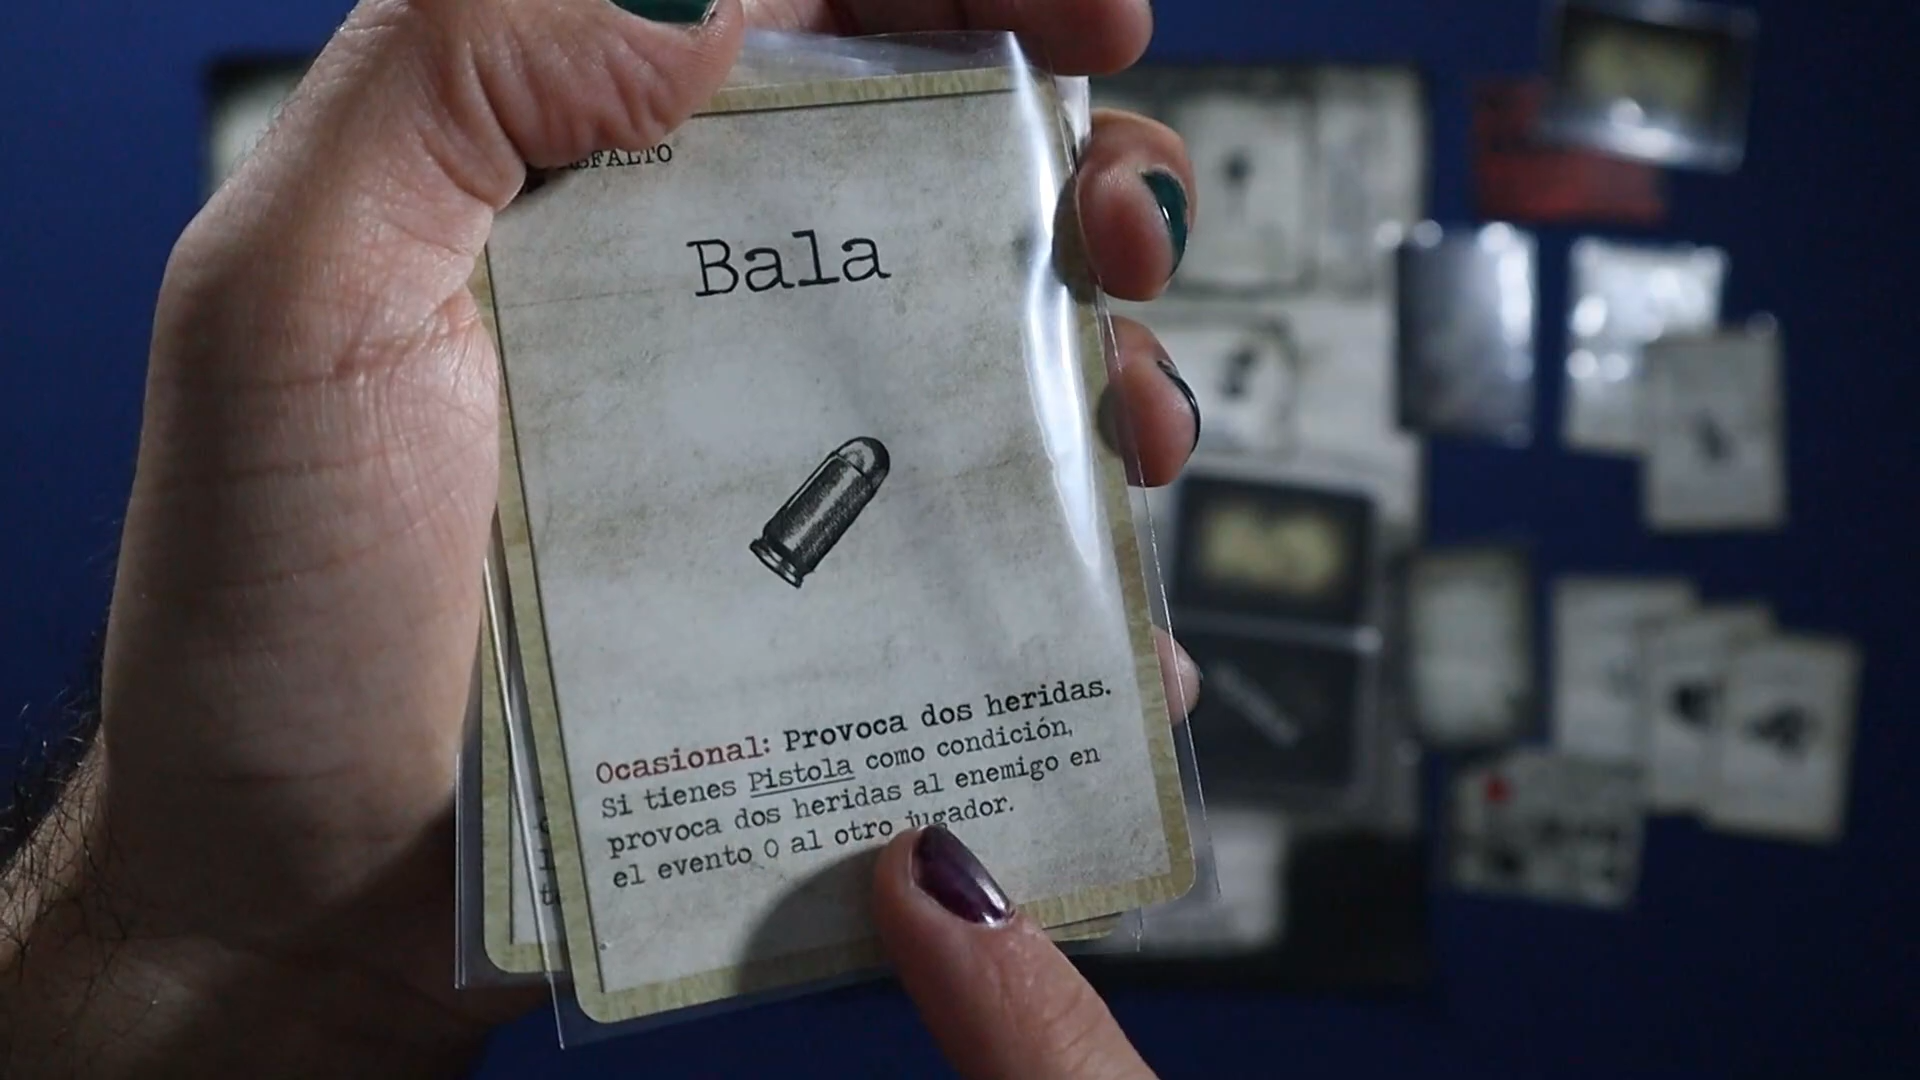 Bala
Ocasional: Provoca dos heridas.
Si tienes Pistola como condición,
provoca dos heridas al enemigo en
el evento O al otro jugador.